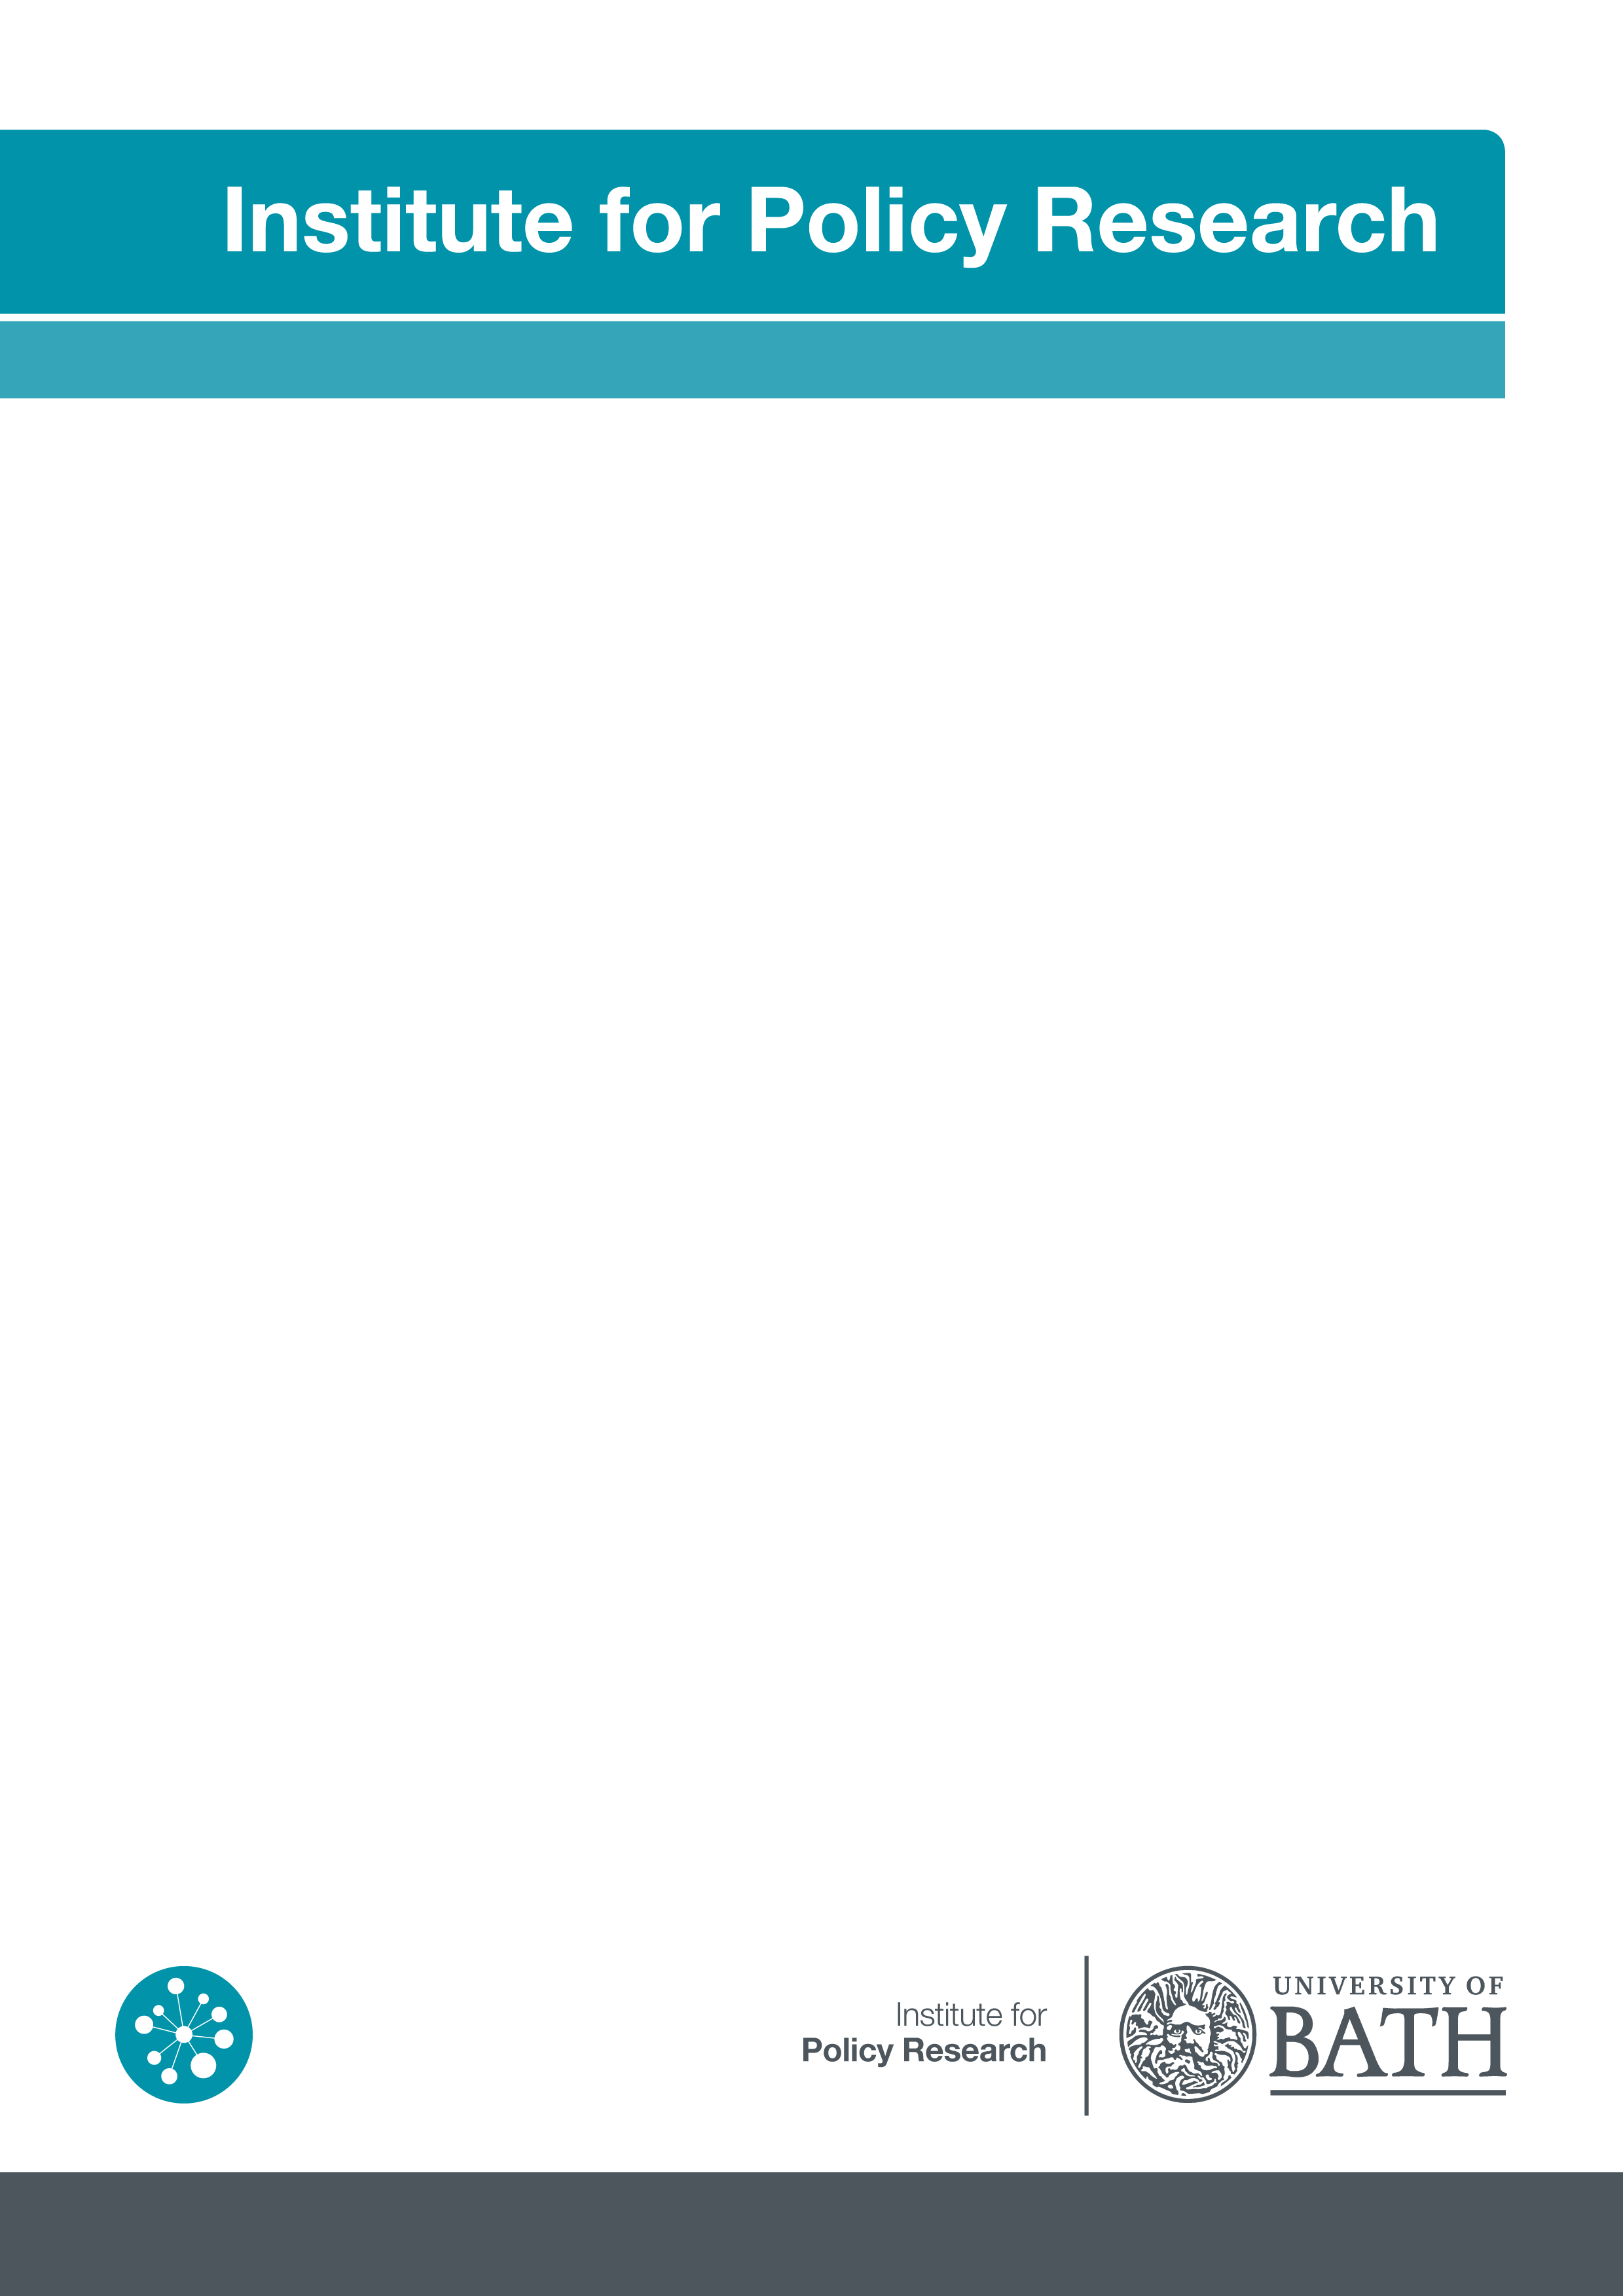 Institute for Policy Research
Institute for
Policy Research
UNIVERSITY OF
BATH